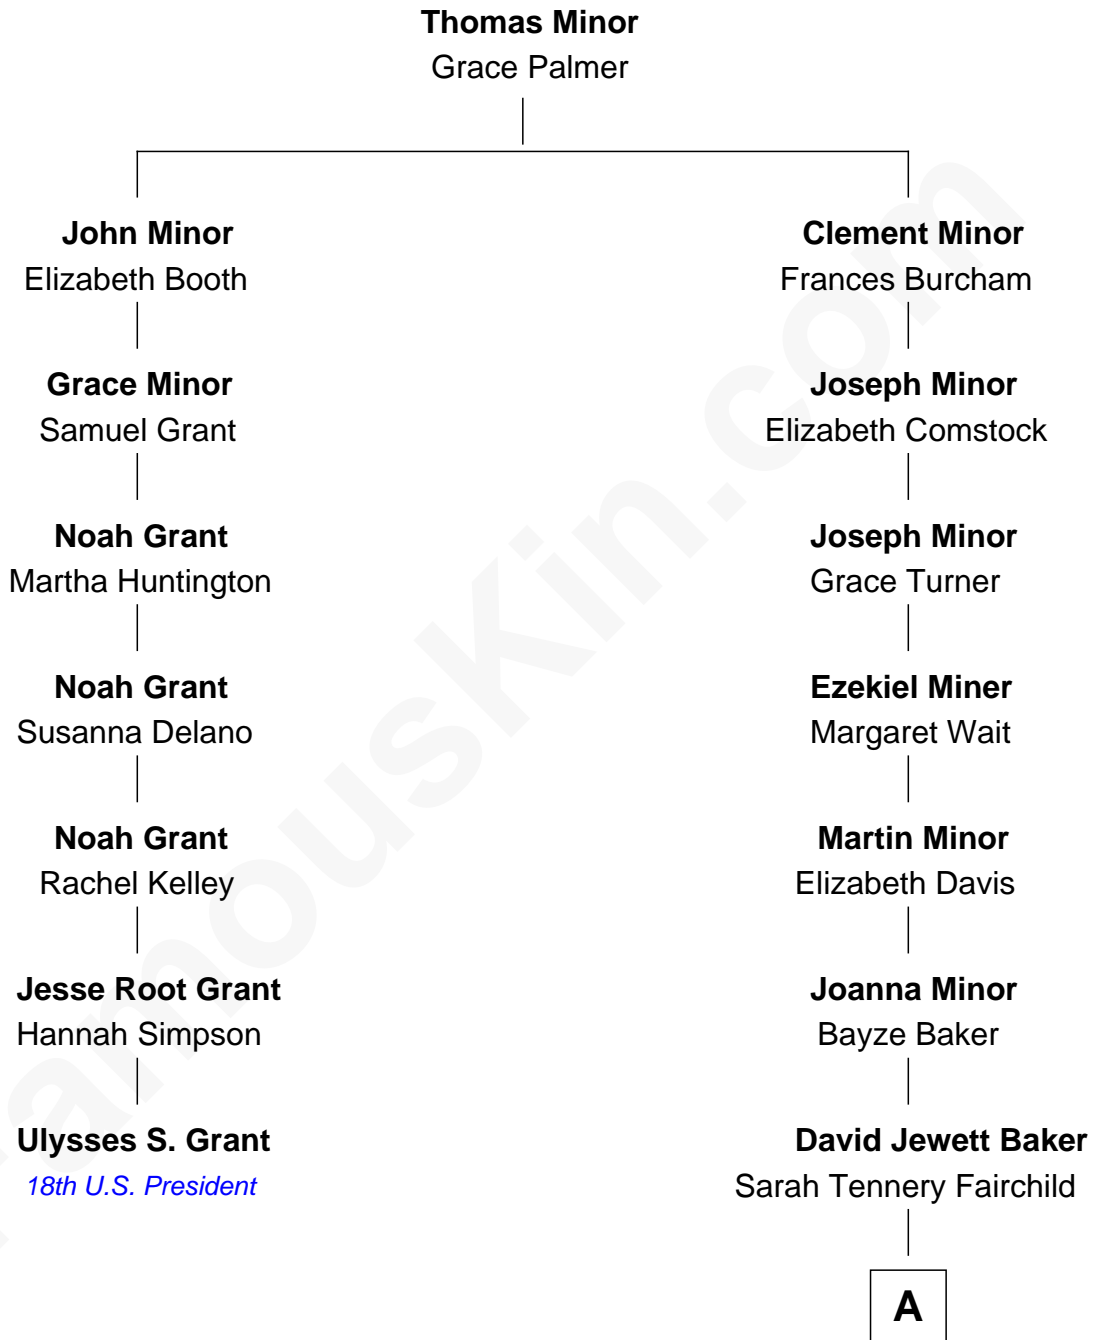 Thomas Minor
Grace Palmer
John Minor
Elizabeth Booth
Clement Minor
Frances Burcham
Grace Minor
Samuel Grant
Joseph Minor
Elizabeth Comstock
Noah Grant
Martha Huntington
Joseph Minor
Grace Turner
Noah Grant
Susanna Delano
Ezekiel Miner
Margaret Wait
Noah Grant
Rachel Kelley
Martin Minor
Elizabeth Davis
Jesse Root Grant
Hannah Simpson
Joanna Minor
Bayze Baker
Ulysses S. Grant
18th U.S. President
David Jewett Baker
Sarah Tennery Fairchild
A
FamousKin.com